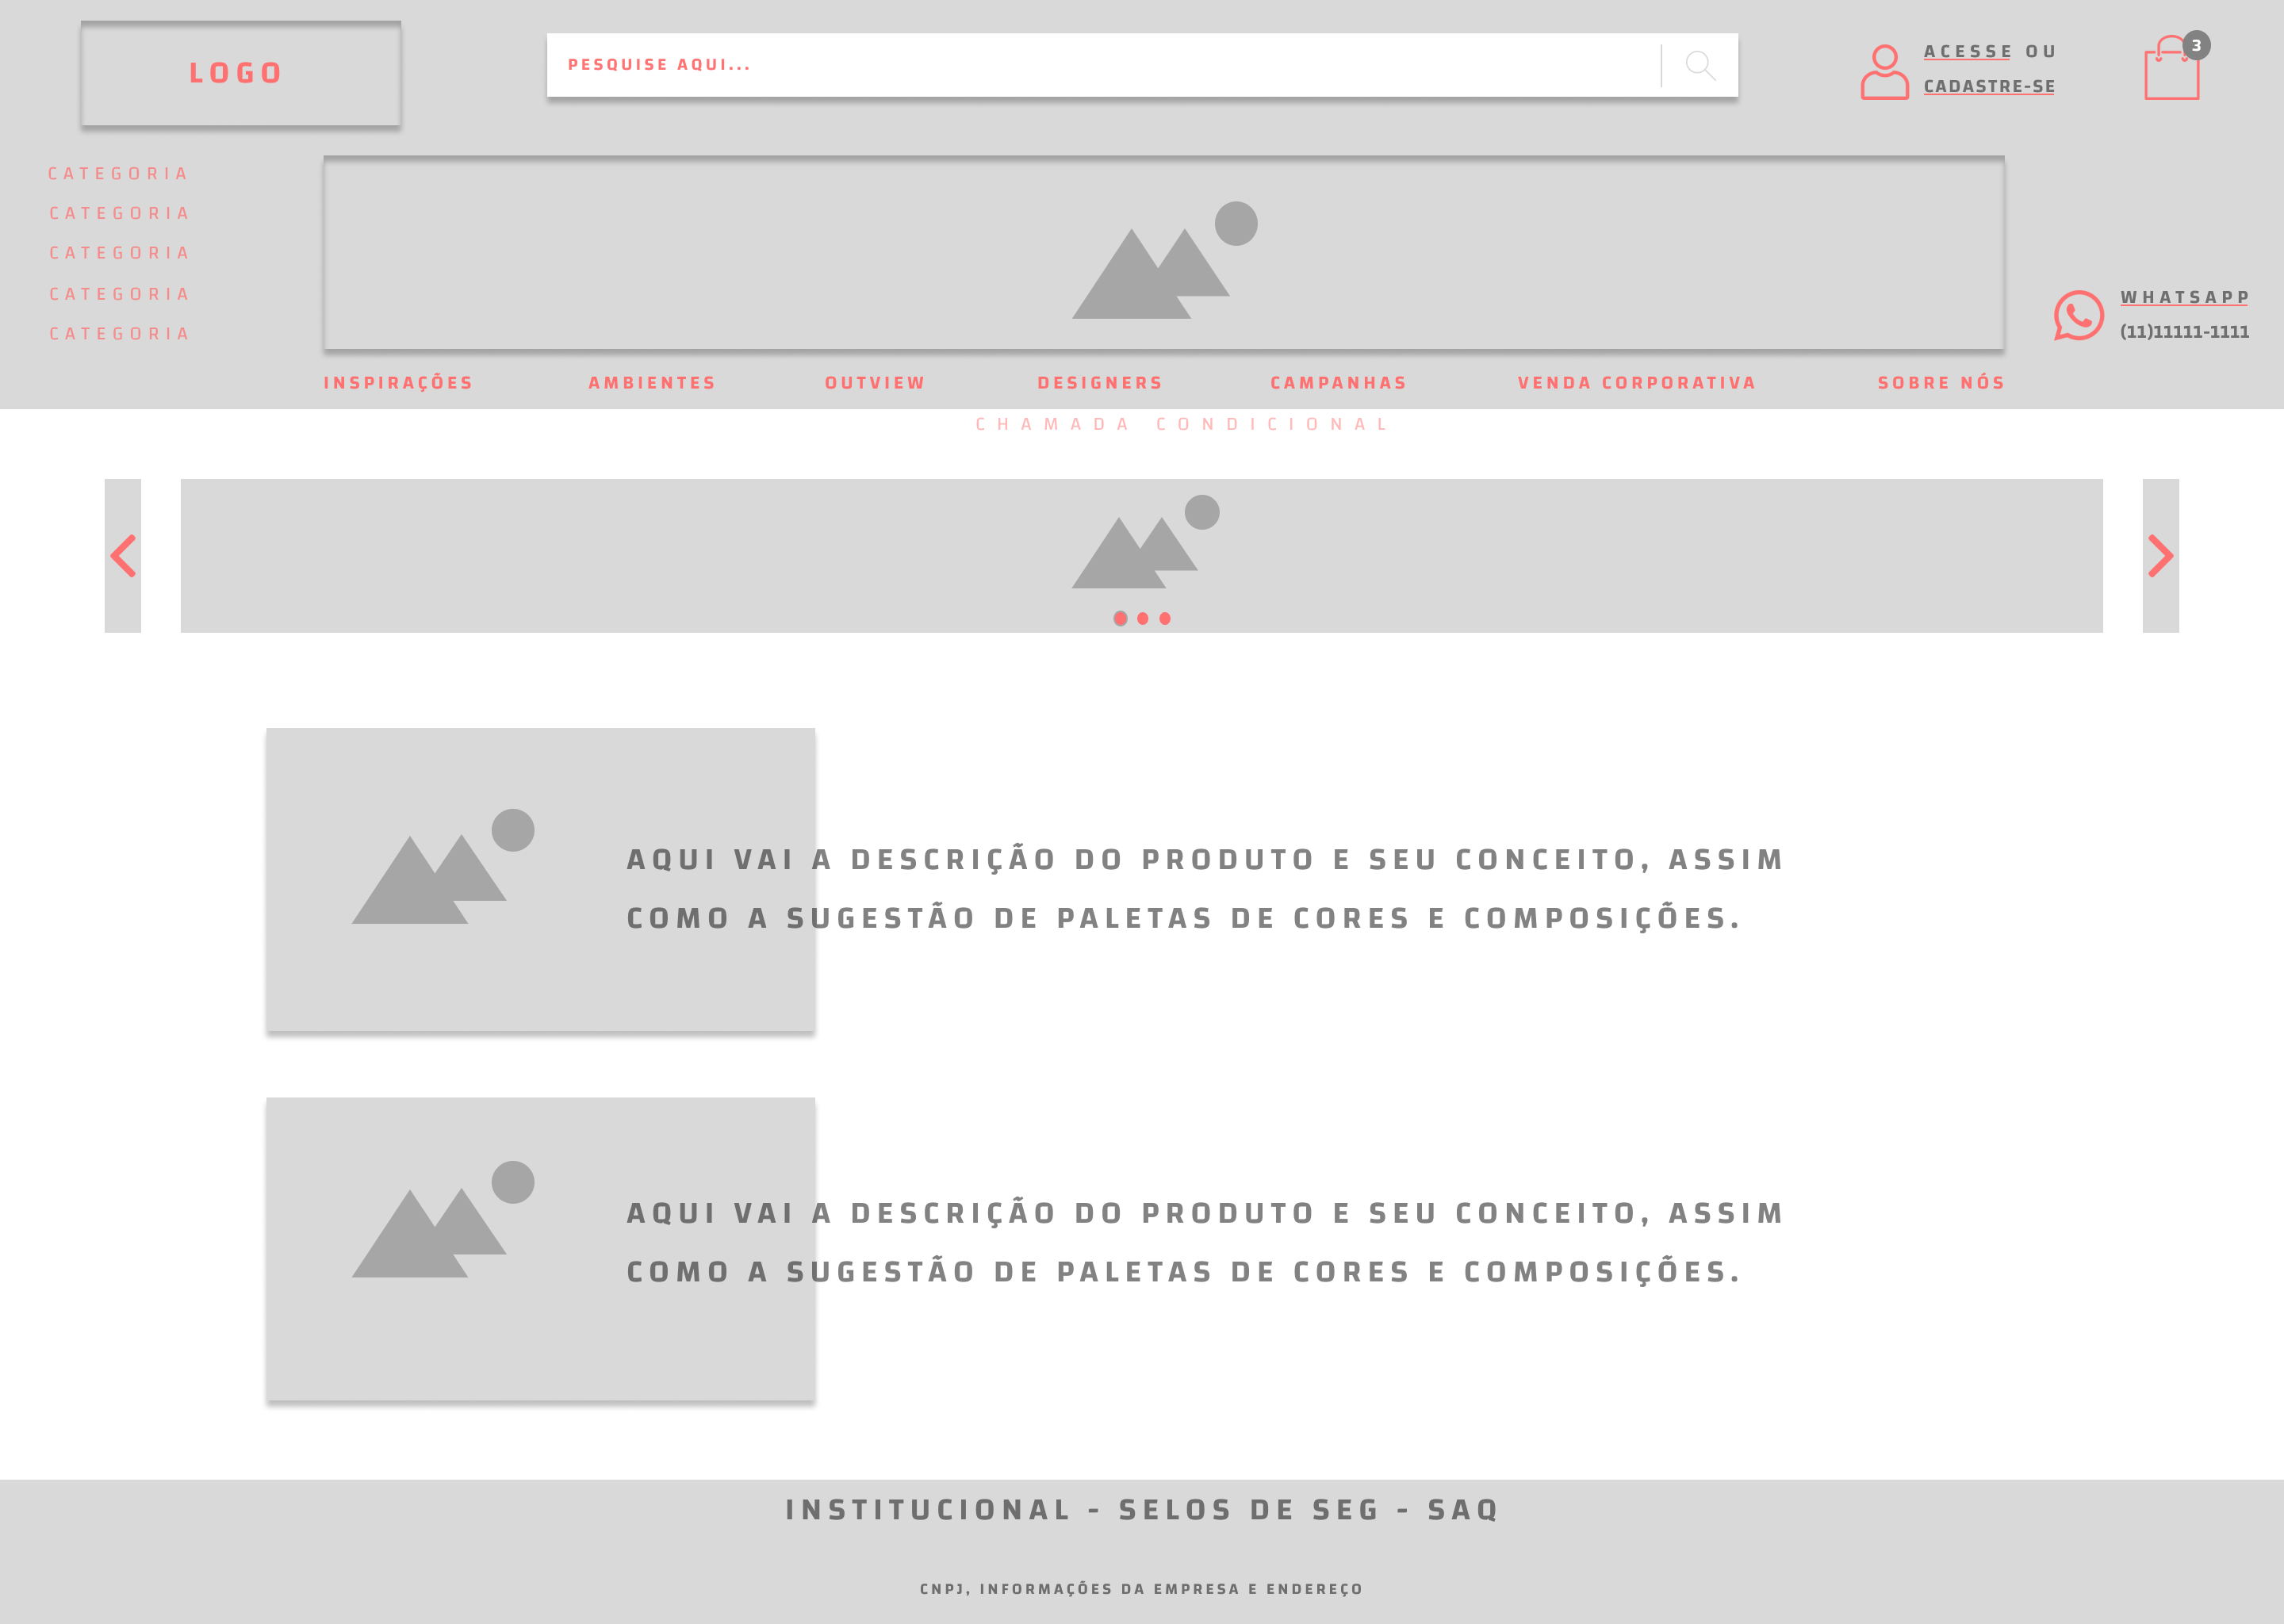 LOGO
PESQUISE AQUI...
ACESSE OU
CADASTRE-SE
3
CATEGORIA
CATEGORIA
CATEGORIA
CATEGORIA
CATEGORIA
WHATSAPP
(11)11111-1111
INSPIRAÇÕES AMBIENTES OUTVIEW DESIGNERS CAMPANHAS VENDA CORPORATIVA SOBRE NÓS
CHAMADA CONDICIONAL
AQUI VAI A DESCRIÇÃO DO PRODUTO E SEU CONCEITO, ASSIM
COMO A SUGESTÃO DE PALETAS DE CORES E COMPOSIÇÕES.
AQUI VAI A DESCRIÇÃO DO PRODUTO E SEU CONCEITO, ASSIM
COMO A SUGESTÃO DE PALETAS DE CORES E COMPOSIÇÕES.
INSTITUCIONAL - SELOS DE SEG - SAQ
CNPJ, INFORMAÇÕES DA EMPRESA E ENDEREÇO